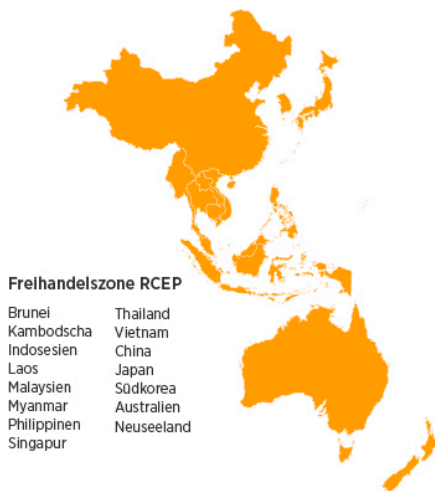 Freihandelszone RCEP
Brunei
Kambodscha
Indosesien
Laos
Malaysien
Myanmar
Philippinen
Singapur
Thailand
Vietnam
China
Japan
Südkorea
Australien
Neuseeland